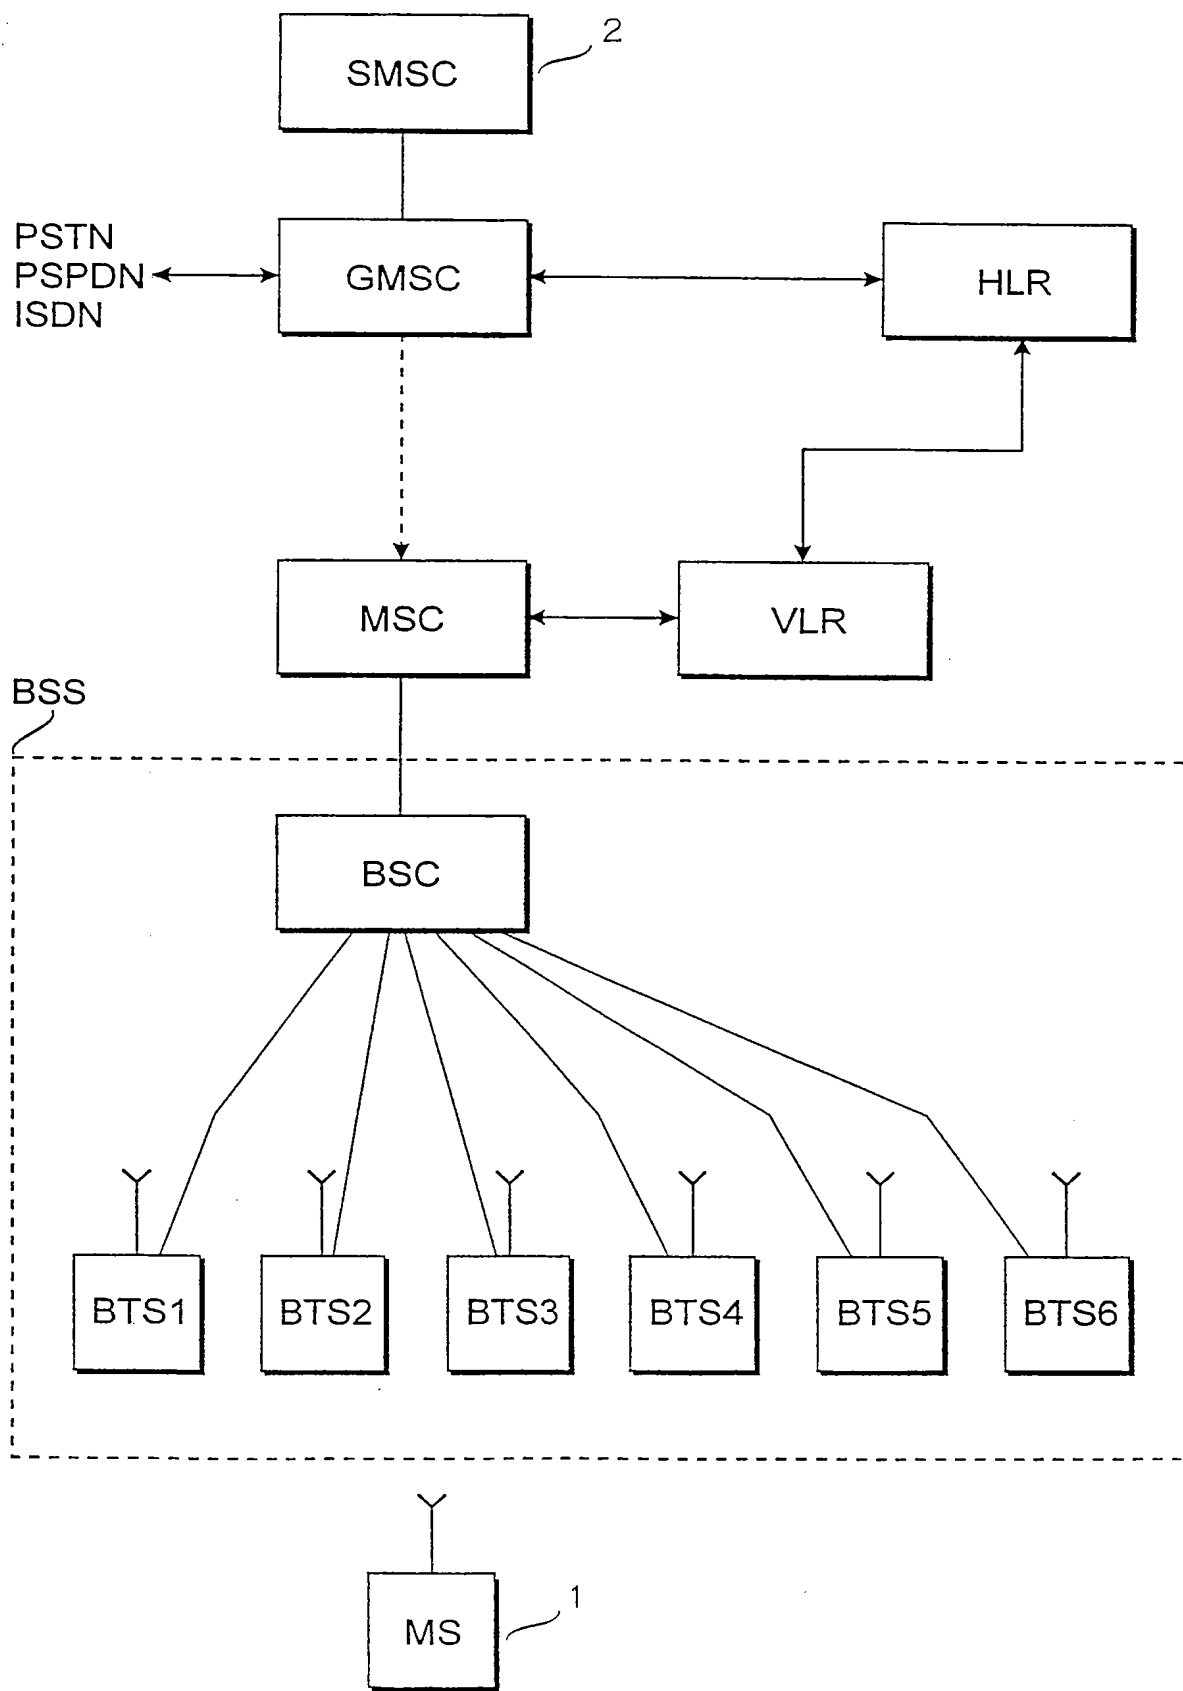 2
SMSC
PSTN
PSPDN
ISDN
GMSC
HLR
MSC
VLR
BSS
BSC
BTS1
BTS2
BTS3
BTS4
BTS5
BTS6
1
MS